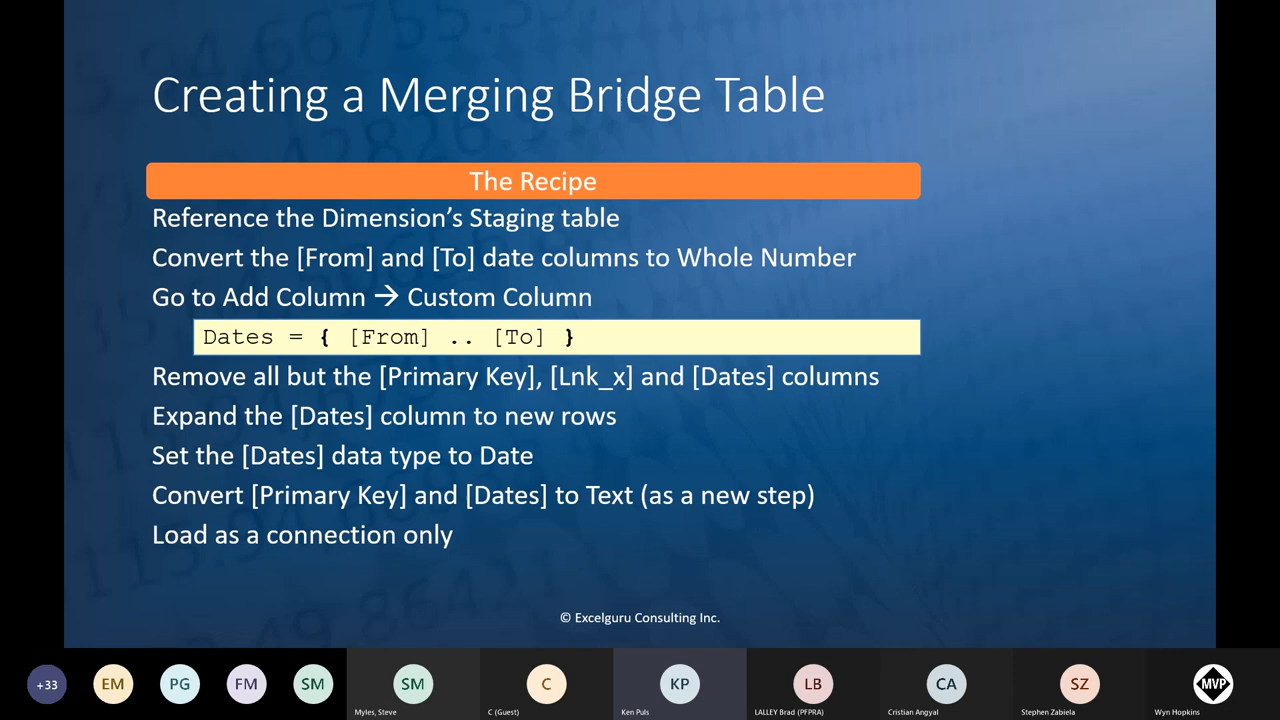 Creating a Merging Bridge Table
The Recipe
Reference the Dimension's Staging table
Convert the [From] and [To] date columns to Whole Number
Go to Add Column → Custom Column
Dates = { [From] .. [To] }
Remove all but the [Primary Key], [Lnk_x] and [Dates] columns
Expand the [Dates] column to new rows
Set the [Dates] data type to Date
Convert [Primary Key] and [Dates] to Text (as a new step)
Load as a connection only
© Excelguru Consulting Inc.
+33 EM PG FM SM SM C KP LB CA SZ MVP
Myles, Steve C (Guest) Ken Puls LALLEY Brad (PFPRA) Cristian Angyal Stephen Zabiela Wyn Hopkins